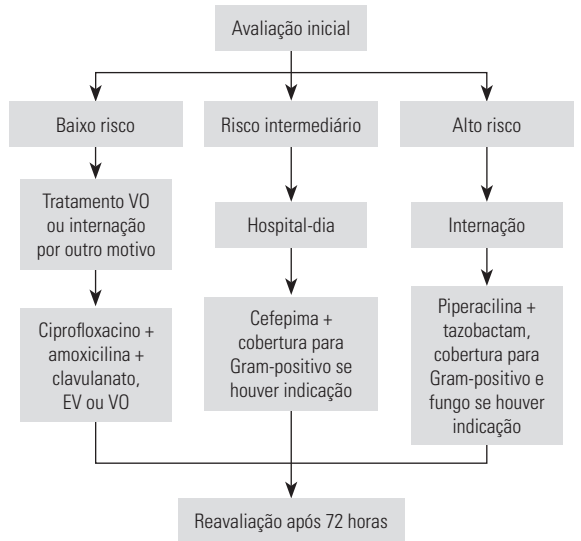 Avaliação inicial
Baixo risco
Risco intermediário
Alto risco
Tratamento VO
ou internação
por outro motivo
Hospital-dia
Internação
Ciprofloxacino +
amoxicilina +
clavulanato,
EV ou VO
Cefepima +
cobertura para
Gram-positivo se
houver indicação
Piperacilina +
tazobactam,
cobertura para
Gram-positivo e
fungo se houver
indicação
Reavaliação após 72 horas